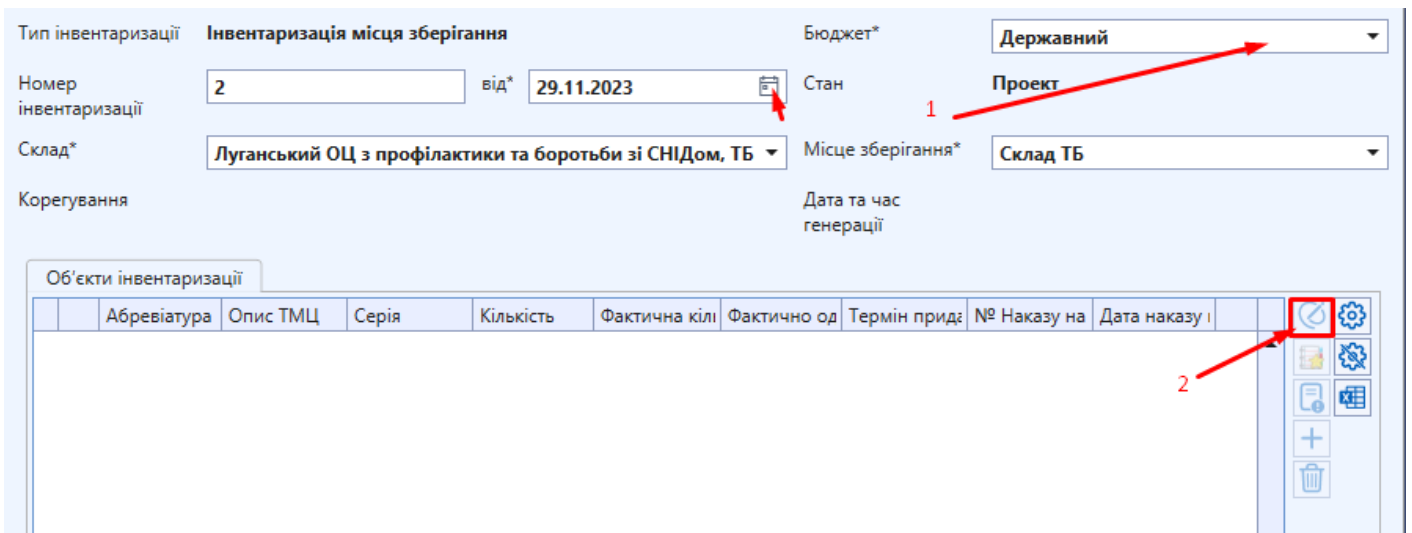 Тип інвентаризації Інвентаризація місця зберігання Бюджет* Державний
Номер інвентаризації 2 від* 29.11.2023 Стан Проект
1
Склад* Луганський ОЦ з профілактики та боротьби зі СНІДом, ТБ Місце зберігання* Склад ТБ
Корегування Дата та час генерації
Об'єкти інвентаризації
Абревіатура Опис ТМЦ Серія Кількість Фактична кіл Фактично од Термін прида № Наказу на Дата наказу
2